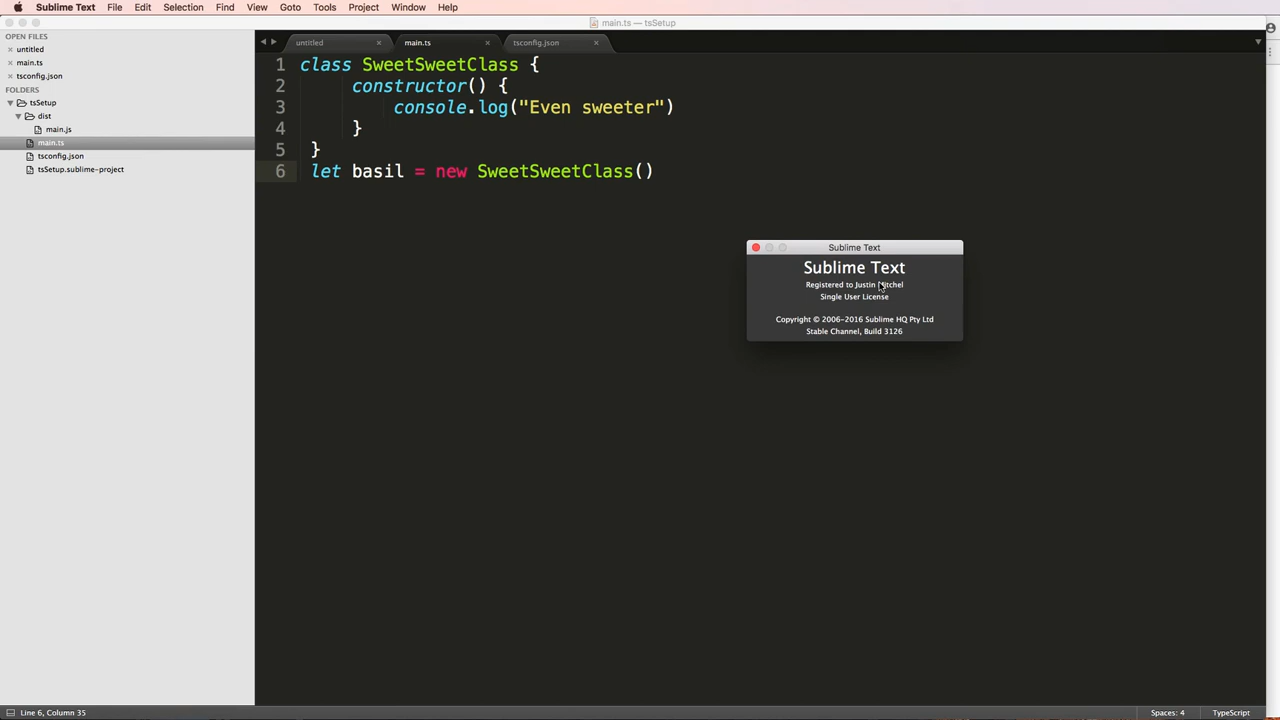 Sublime Text File Edit Selection Find View Goto Tools Project Window Help
main.ts — tsSetup
OPEN FILES
untitled
main.ts
tsconfig.json
FOLDERS
tsSetup
dist
main.js
main.ts
tsconfig.json
tsSetup.sublime-project
untitled main.ts tsconfig.json
1 class SweetSweetClass {
2 constructor() {
3 console.log("Even sweeter")
4 }
5 }
6 let basil = new SweetSweetClass()
Sublime Text
Sublime Text
Registered to Justin Mitchel
Single User License
Copyright © 2006-2016 Sublime HQ Pty Ltd
Stable Channel, Build 3126
Line 6, Column 35 Spaces: 4 TypeScript